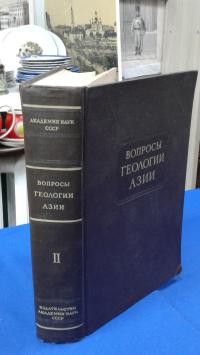 АКАДЕМИЯ НАУК
СССР
ВОПРОСЫ
ГЕОЛОГИИ
АЗИИ
II
ИЗДАТЕЛЬСТВО
АКАДЕМИИ НАУК
СССР
ВОПРОСЫ
ГЕОЛОГИИ
АЗИИ